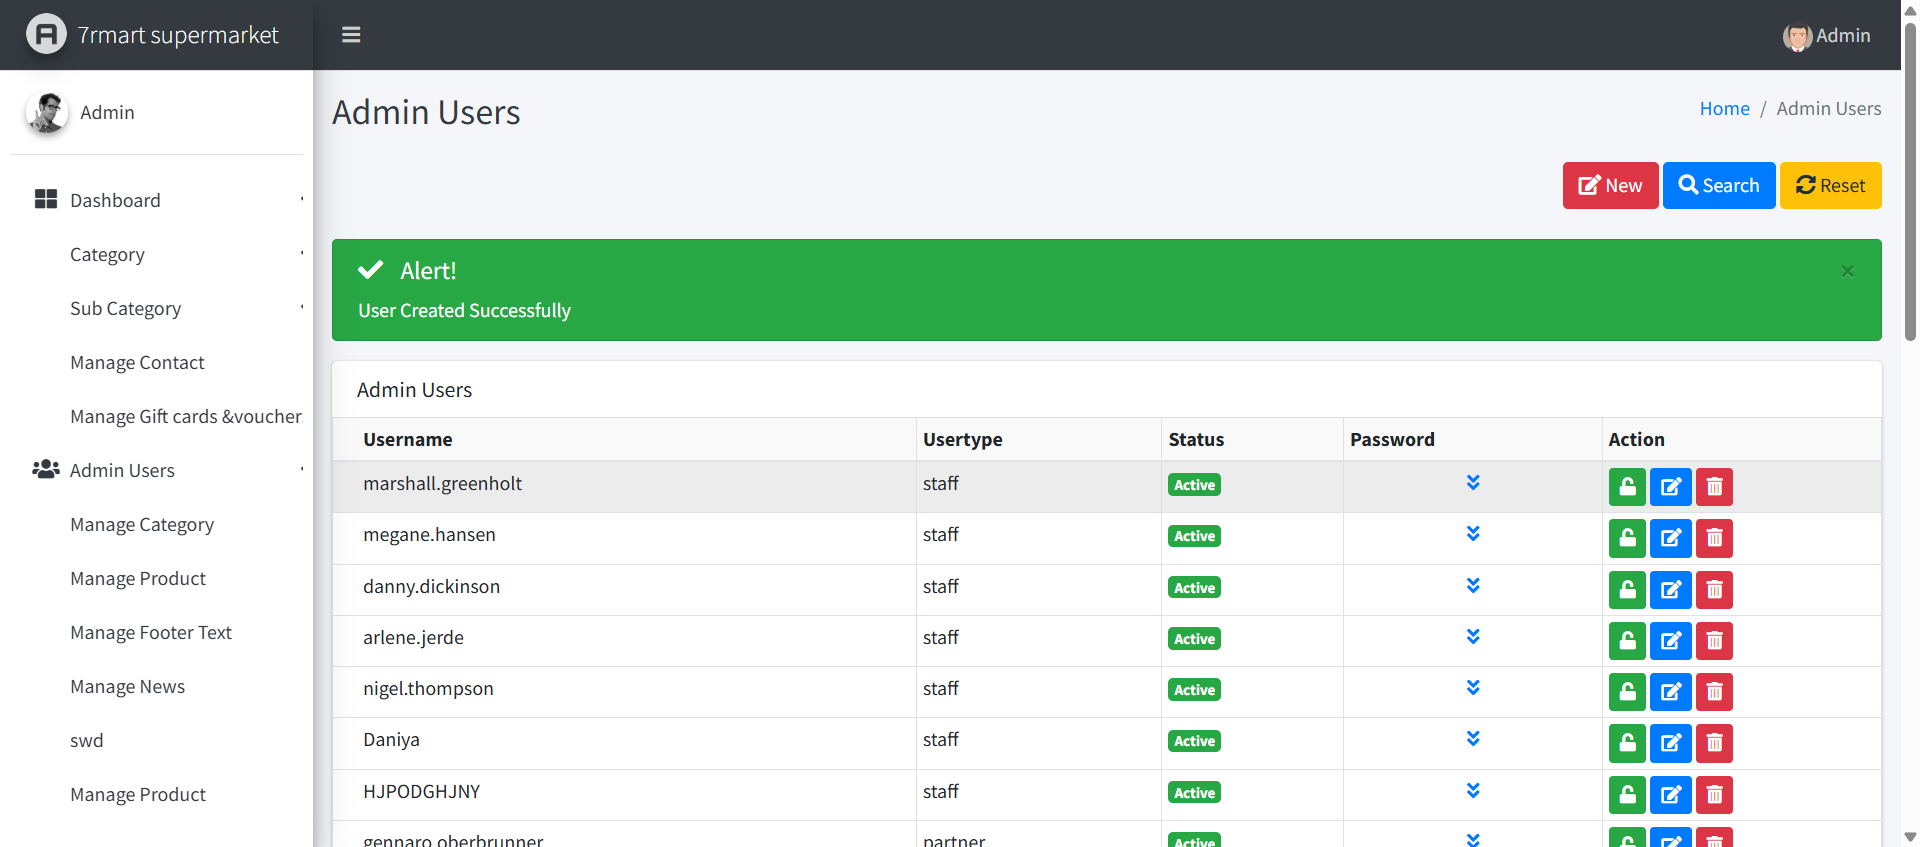 7rmart supermarket
Admin
Admin
Dashboard
Category
Sub Category
Manage Contact
Manage Gift cards &voucher
Admin Users
Manage Category
Manage Product
Manage Footer Text
Manage News
swd
Manage Product
Admin Users
Home / Admin Users
New Search Reset
Alert!
×
User Created Successfully
Admin Users
Username Usertype Status Password Action
marshall.greenholt staff Active
megane.hansen staff Active
danny.dickinson staff Active
arlene.jerde staff Active
nigel.thompson staff Active
Daniya staff Active
HJPODGHJNY staff Active
gennaro.oberbrunner partner Active